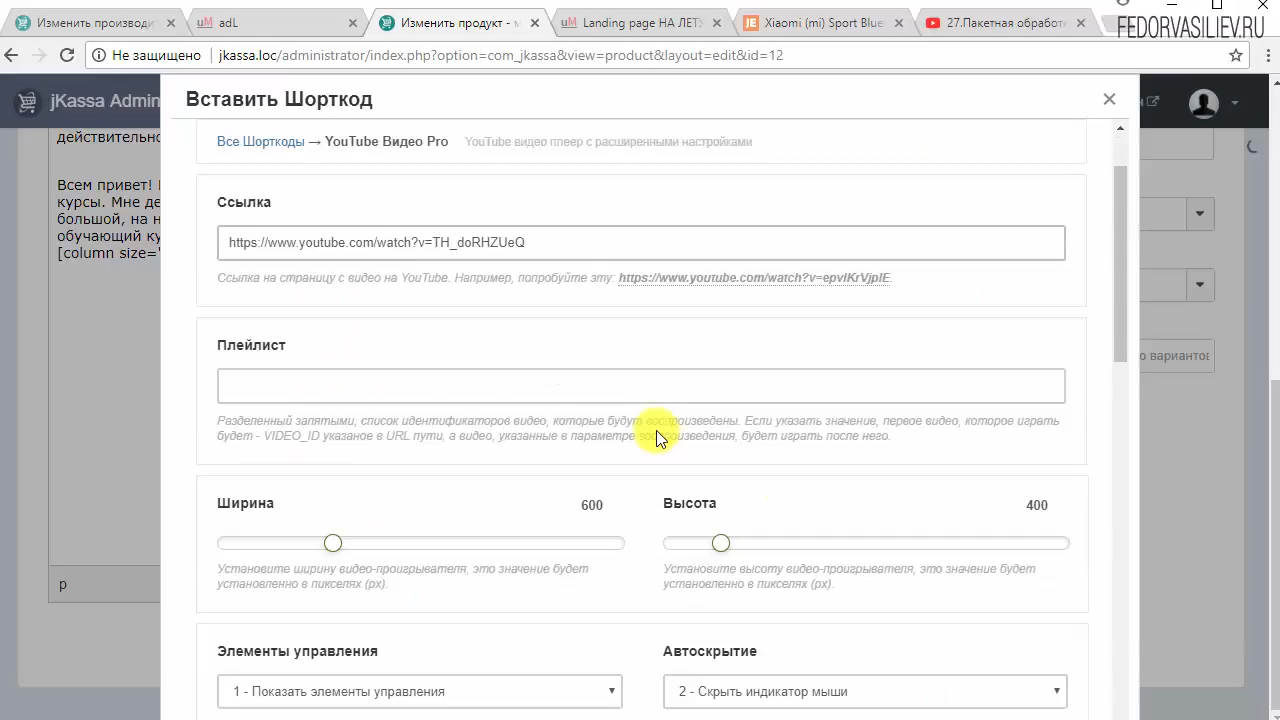 Изменить производи
adL
Изменить продукт - м
Landing page НА ЛЕТУ
Xiaomi (mi) Sport Blue
27.Пакетная обработк
FEDORVASILIEV.RU
Не защищено
jkassa.loc/administrator/index.php?option=com_jkassa&view=product&layout=edit&id=12
jKassa Admin
Вставить Шорткод
действительно
Все Шорткоды → YouTube Видео Pro YouTube видео плеер с расширенными настройками
Всем привет!
курсы. Мне де
большой, на н
обучающий ку
[column size="
Ссылка
https://www.youtube.com/watch?v=TH_doRHZUeQ
Ссылка на страницу с видео на YouTube. Например, попробуйте эту: https://www.youtube.com/watch?v=epvlKrVjpIE.
Плейлист
о вариантов
Разделенный запятыми, список идентификаторов видео, которые будут воспроизведены. Если указать значение, первое видео, которое играть
будет - VIDEO_ID указаное в URL пути, а видео, указанные в параметре воспроизведения, будет играть после него.
Ширина 600
Высота 400
Установите ширину видео-проигрывателя, это значение будет
установленно в пикселях (px).
Установите высоту видео-проигрывателя, это значение будет
установленно в пикселях (px).
p
Элементы управления
Автоскрытие
1 - Показать элементы управления
2 - Скрыть индикатор мыши